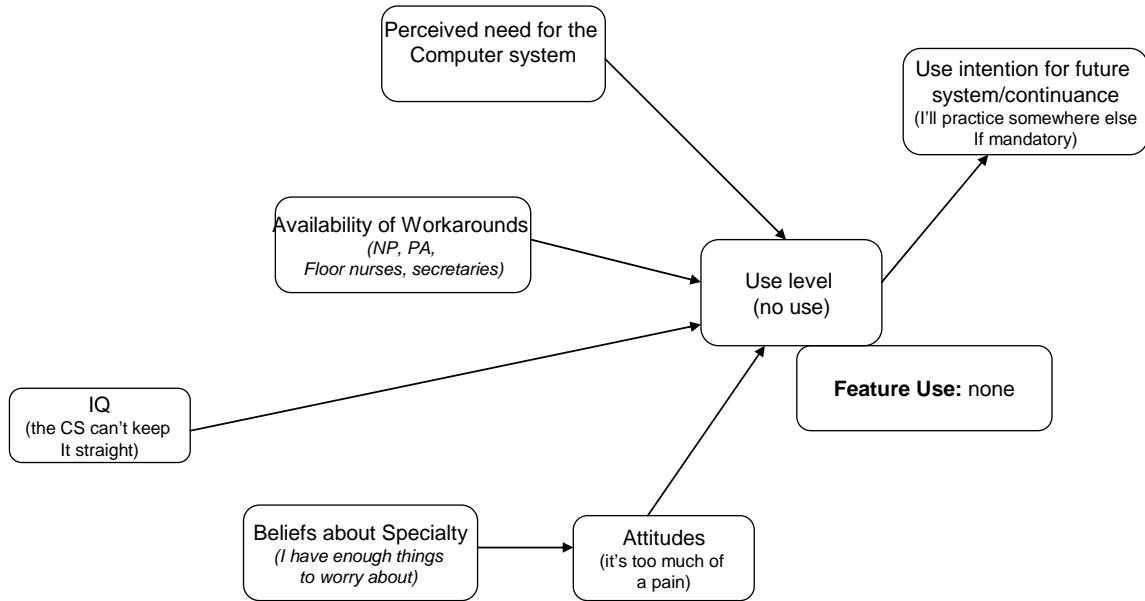 Perceived need for the
Computer system
Use intention for future
system/continuance
(I'll practice somewhere else
If mandatory)
Availability of Workarounds
(NP, PA,
Floor nurses, secretaries)
Use level
(no use)
Feature Use: none
IQ
(the CS can't keep
It straight)
Beliefs about Specialty
(I have enough things
to worry about)
Attitudes
(it's too much of
a pain)